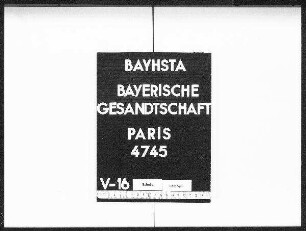 BAYHSTA
BAYERISCHE
GESANDTSCHAFT
PARIS
4745
V-16